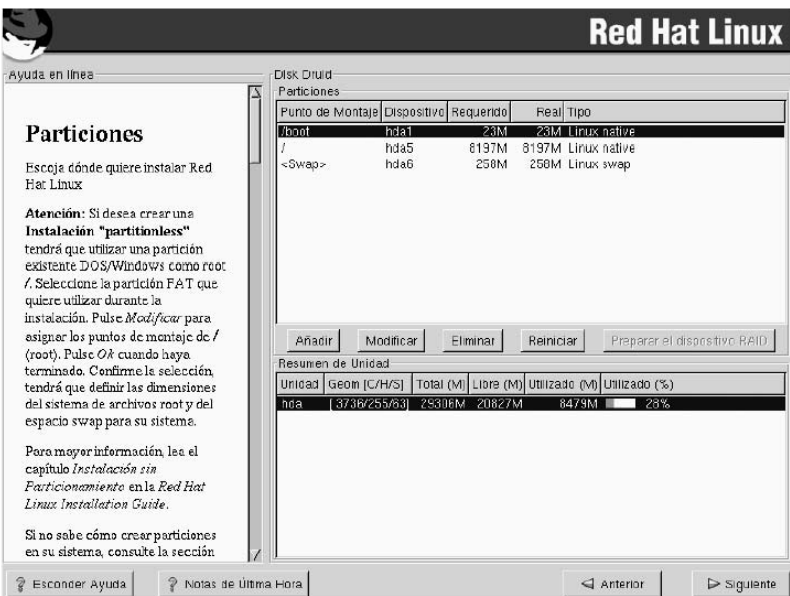 Red Hat Linux
Ayuda en línea
Particiones
Escoja dónde quiere instalar Red
Hat Linux
Atención: Si desea crear una
Instalación "partitionless"
tendrá que utilizar una partición
existente DOS/Windows como root
/. Seleccione la partición FAT que
quiere utilizar durante la
instalación. Pulse Modificar para
asignar los puntos de montaje de /
(root). Pulse Ok cuando haya
terminado. Confirme la selección,
tendrá que definir las dimensiones
del sistema de archivos root y del
espacio swap para su sistema.
Para mayor información, lea el
capítulo Instalación sin
Particionamiento en la Red Hat
Linux Installation Guide.
Si no sabe cómo crear particiones
en su sistema, consulte la sección
Disk Druid
Particiones
Punto de Montaje Dispositivo Requerido Real Tipo
/boot hda1 23M 23M Linux native
/ hda5 8197M 8197M Linux native
<Swap> hda6 258M 258M Linux swap
Añadir Modificar Eliminar Reiniciar Preparar el dispositivo RAID
Resumen de Unidad
Unidad Geom [C/H/S] Total (M) Libre (M) Utilizado (M) Utilizado (%)
hda [3736/255/63] 29306M 20827M 8479M 28%
Esconder Ayuda Notas de Última Hora Anterior Siguiente